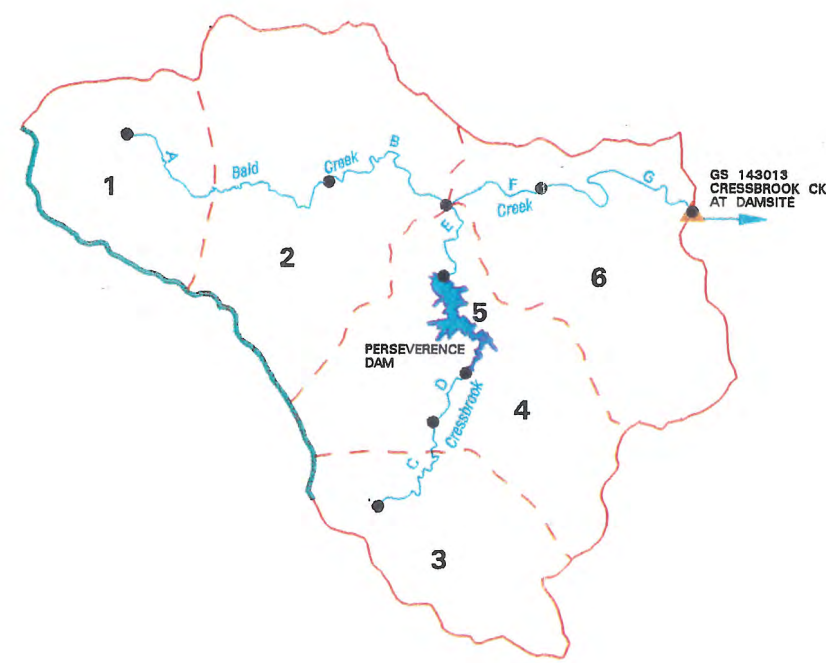 B
A
Bald
Creek
1
F
G
Creek
GS 143013
CRESSBROOK CK
AT DAMSITE
E
2
6
5
PERSEVERENCE
DAM
D
Cressbrook
4
C
3